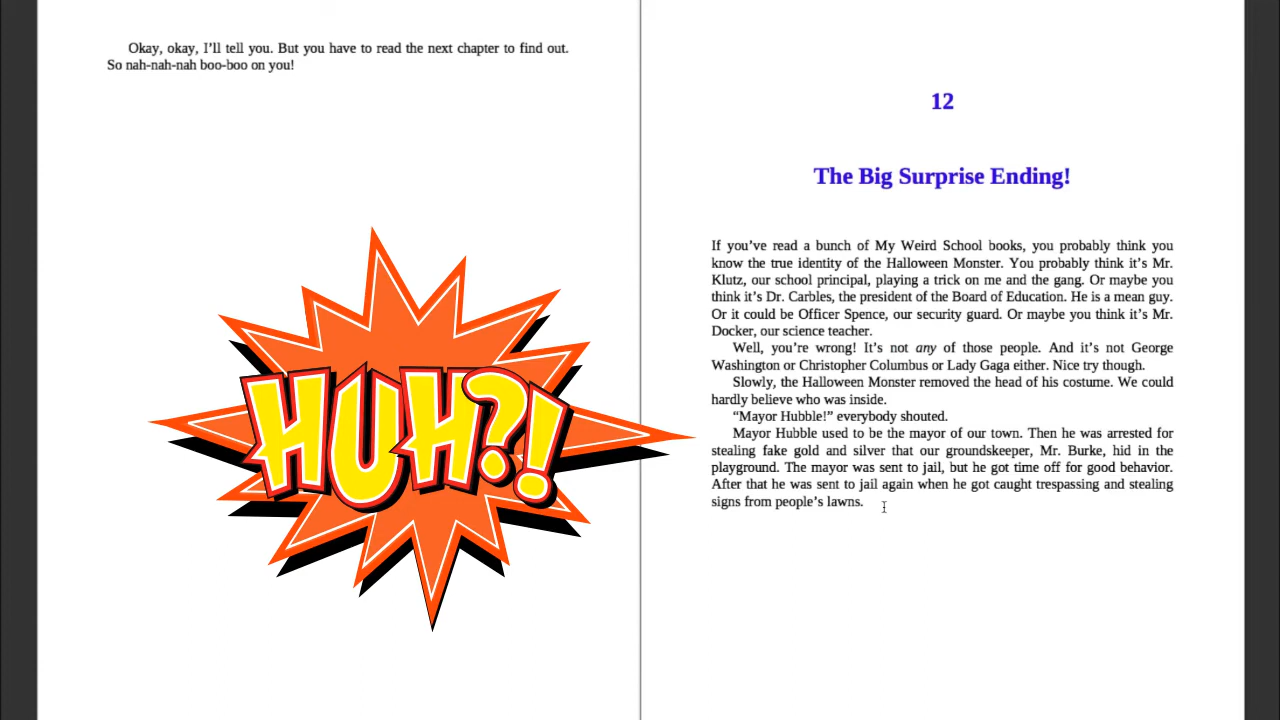 Okay, okay, I’ll tell you. But you have to read the next chapter to find out.
So nah-nah-nah boo-boo on you!
HUH?!
12
The Big Surprise Ending!
If you’ve read a bunch of My Weird School books, you probably think you
know the true identity of the Halloween Monster. You probably think it’s Mr.
Klutz, our school principal, playing a trick on me and the gang. Or maybe you
think it’s Dr. Carbles, the president of the Board of Education. He is a mean guy.
Or it could be Officer Spence, our security guard. Or maybe you think it’s Mr.
Docker, our science teacher.
Well, you’re wrong! It’s not any of those people. And it’s not George
Washington or Christopher Columbus or Lady Gaga either. Nice try though.
Slowly, the Halloween Monster removed the head of his costume. We could
hardly believe who was inside.
“Mayor Hubble!” everybody shouted.
Mayor Hubble used to be the mayor of our town. Then he was arrested for
stealing fake gold and silver that our groundskeeper, Mr. Burke, hid in the
playground. The mayor was sent to jail, but he got time off for good behavior.
After that he was sent to jail again when he got caught trespassing and stealing
signs from people’s lawns.